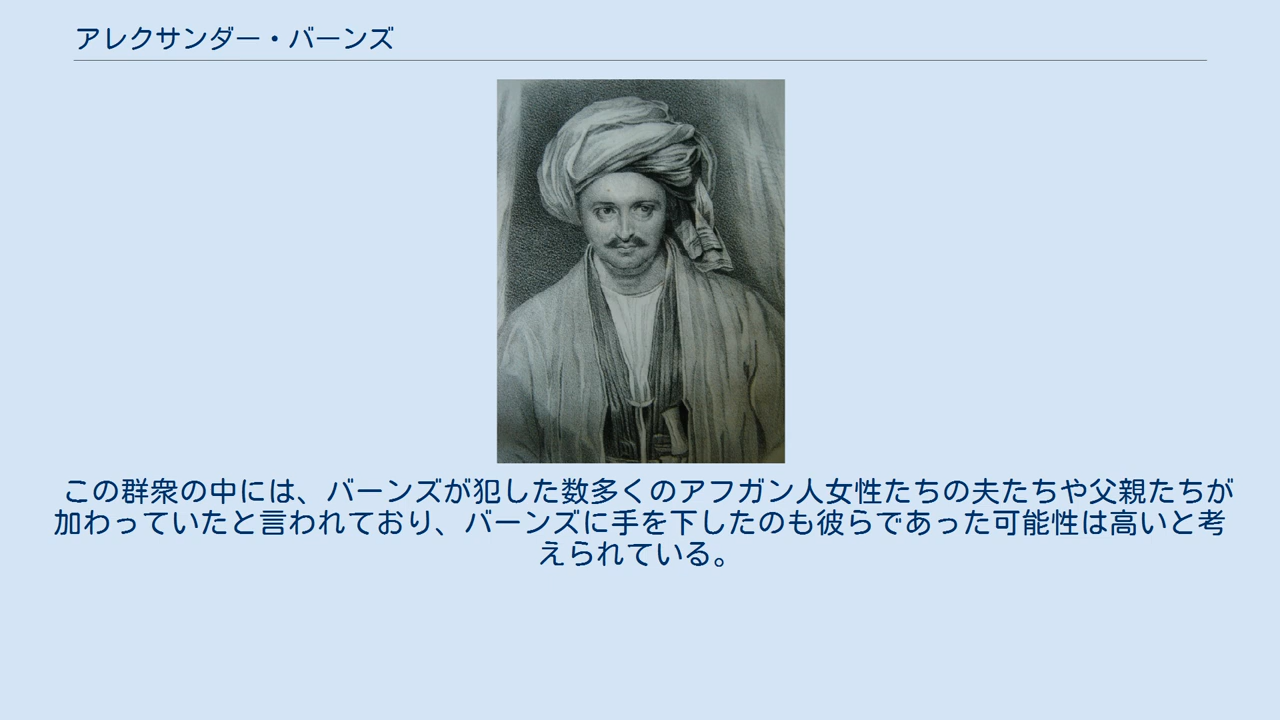 アレクサンダー・バーンズ
この群衆の中には、バーンズが犯した数多くのアフガン人女性たちの夫たちや父親たちが
加わっていたと言われており、バーンズに手を下したのも彼らであった可能性は高いと考
えられている。